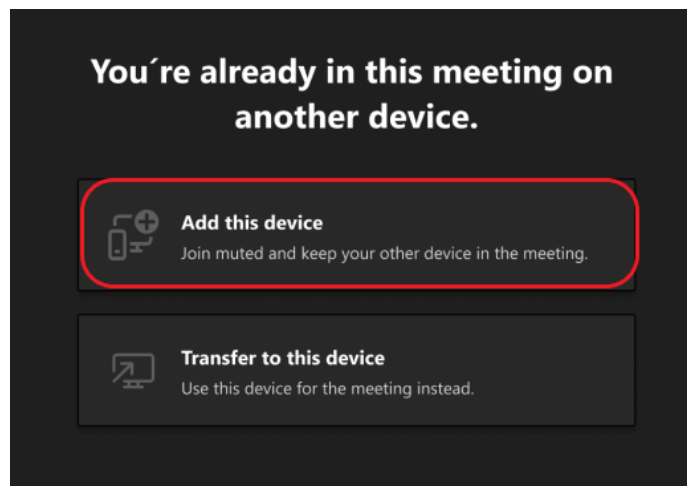 You´re already in this meeting on
another device.
Add this device
Join muted and keep your other device in the meeting.
Transfer to this device
Use this device for the meeting instead.